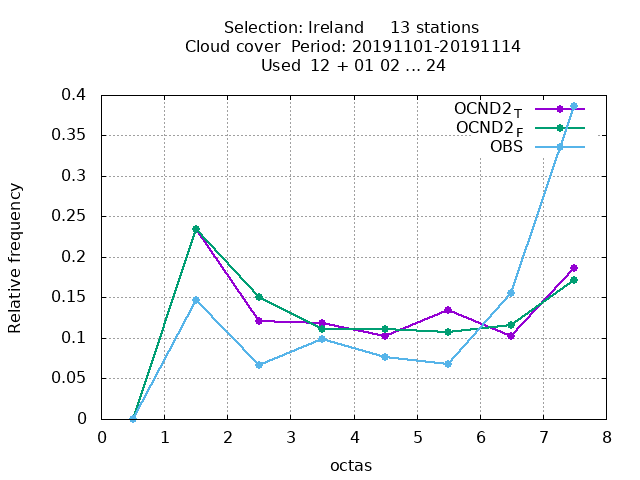 Selection: Ireland     13 stations
Cloud cover  Period: 20191101-20191114
Used  12 + 01 02 ... 24
OCND2 T
OCND2 F
OBS
Relative frequency
0.4
0.35
0.3
0.25
0.2
0.15
0.1
0.05
0
0 1 2 3 4 5 6 7 8
octas